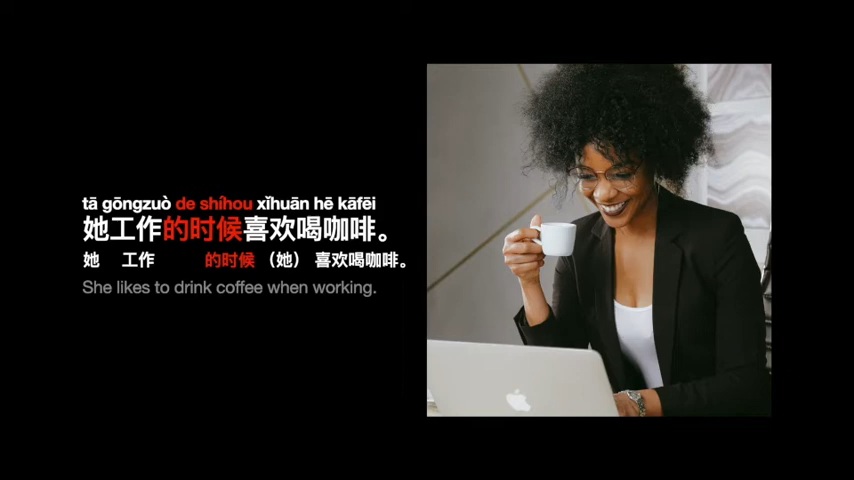 tā gōngzuò de shíhou xǐhuān hē kāfēi
她工作的时候喜欢喝咖啡。
她 工作 的时候 （她） 喜欢喝咖啡。
She likes to drink coffee when working.